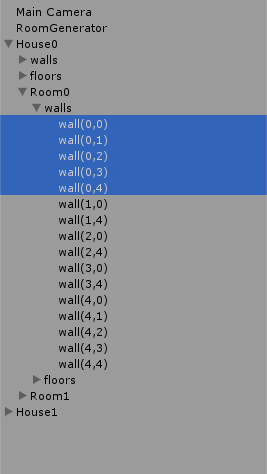 Main Camera
RoomGenerator
House0
walls
floors
Room0
walls
wall(0,0)
wall(0,1)
wall(0,2)
wall(0,3)
wall(0,4)
wall(1,0)
wall(1,4)
wall(2,0)
wall(2,4)
wall(3,0)
wall(3,4)
wall(4,0)
wall(4,1)
wall(4,2)
wall(4,3)
wall(4,4)
floors
Room1
House1